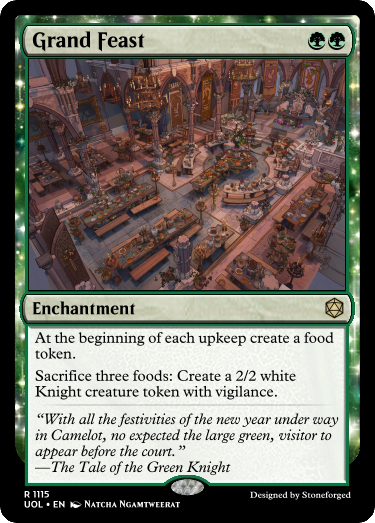 Grand Feast
Enchantment
At the beginning of each upkeep create a food
token.
Sacrifice three foods: Create a 2/2 white
Knight creature token with vigilance.
“With all the festivities of the new year under way
in Camelot, no expected the large green, visitor to
appear before the court.”
—The Tale of the Green Knight
R 1115
UOL • EN Natcha Ngamtweerat
Designed by Stoneforged